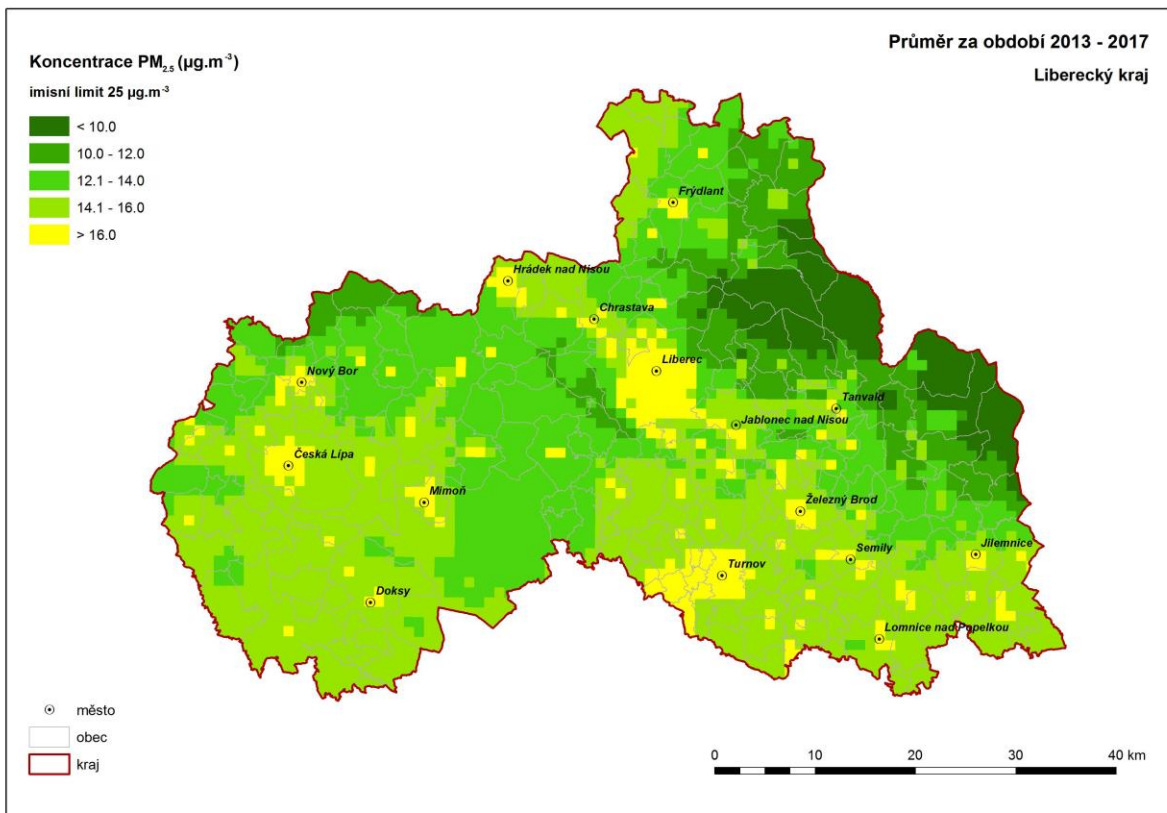 Průměr za období 2013 - 2017
Liberecký kraj
Koncentrace PM2.5 (µg.m-3)
imisní limit 25 µg.m-3
< 10.0
10.0 - 12.0
12.1 - 14.0
14.1 - 16.0
> 16.0
Frýdlant
Hrádek nad Nisou
Chrastava
Liberec
Nový Bor
Tanvald
Jablonec nad Nisou
Česká Lípa
Mimoň
Železný Brod
Semily
Jilemnice
Turnov
Doksy
Lomnice nad Popelkou
město
obec
kraj
0 10 20 30 40 km